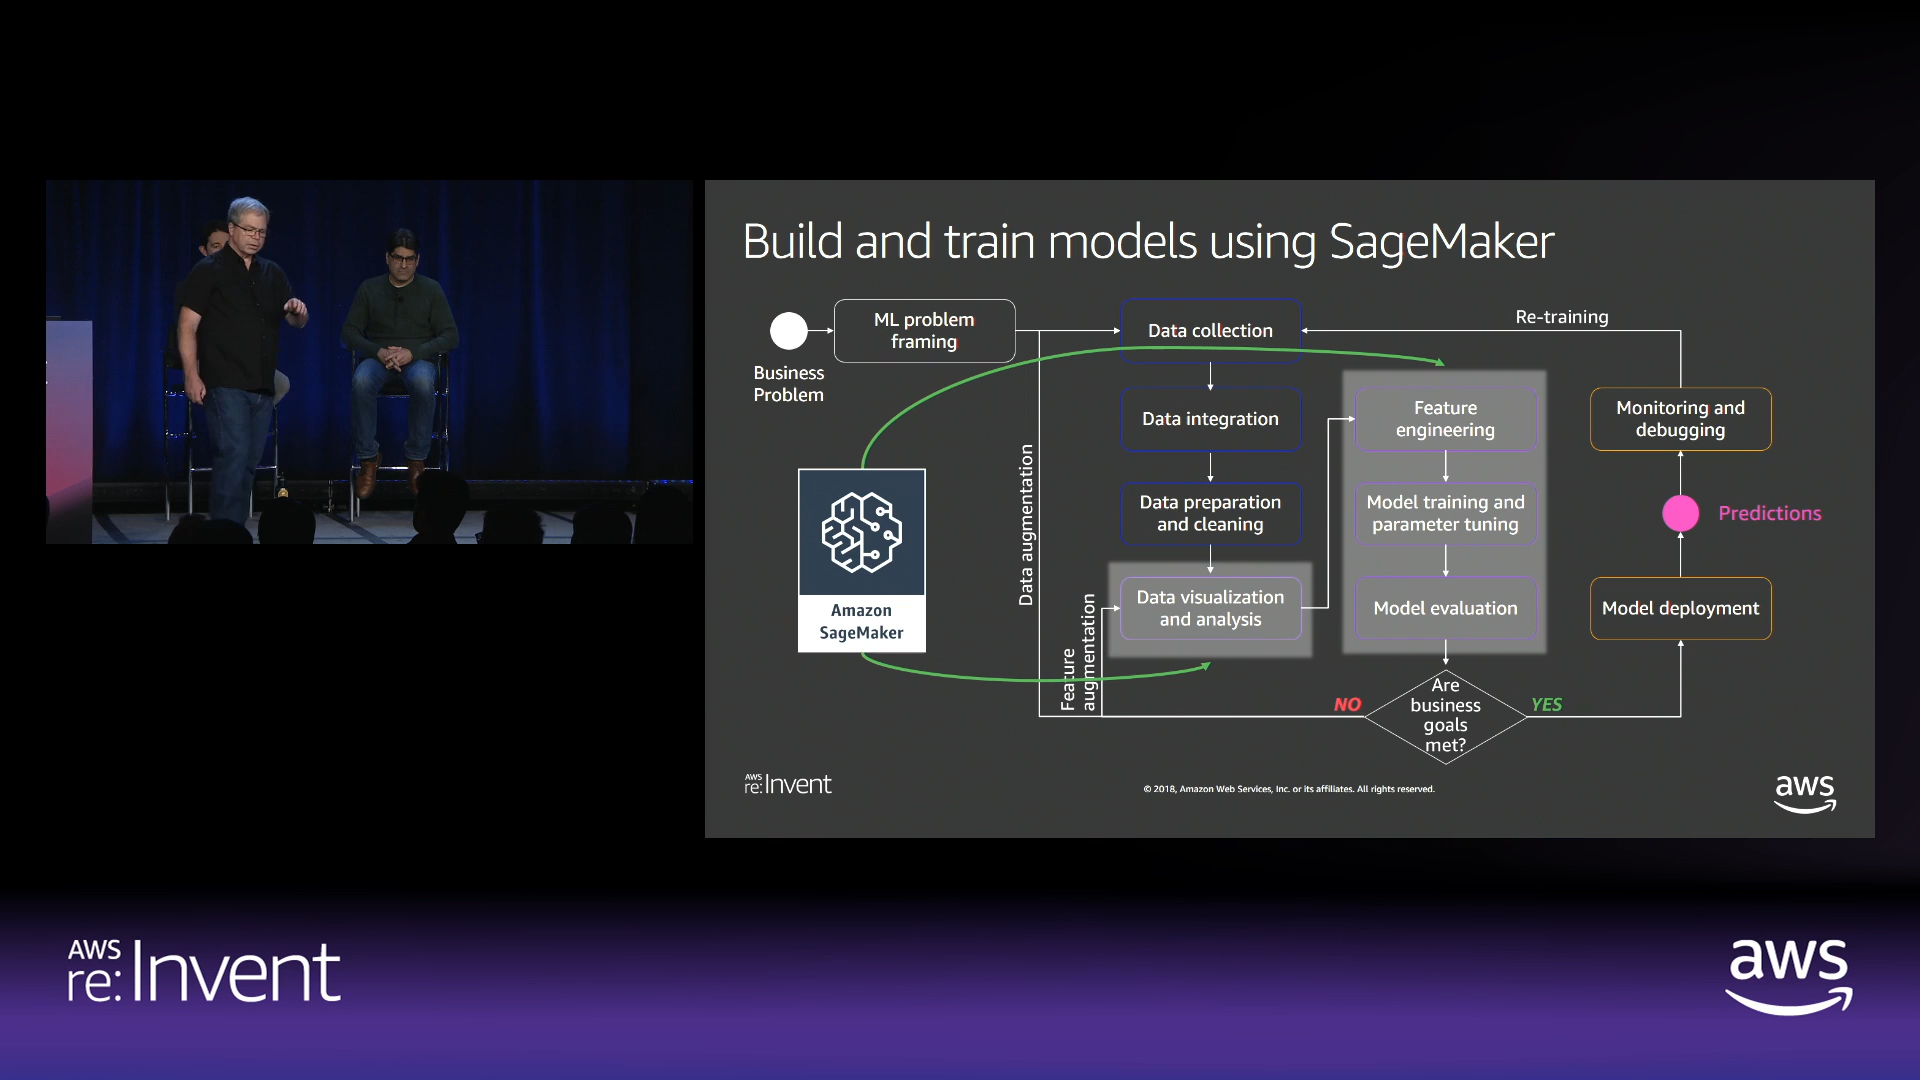 Build and train models using SageMaker
Business
Problem
ML problem
framing
Data collection
Re-training
Data integration
Data preparation
and cleaning
Data visualization
and analysis
Feature
engineering
Model training and
parameter tuning
Model evaluation
Are
business
goals
met?
NO
YES
Monitoring and
debugging
Predictions
Model deployment
Data augmentation
Feature
augmentation
Amazon
SageMaker
AWS
re:Invent
© 2018, Amazon Web Services, Inc. or its affiliates. All rights reserved.
aws
AWS
re:Invent
aws